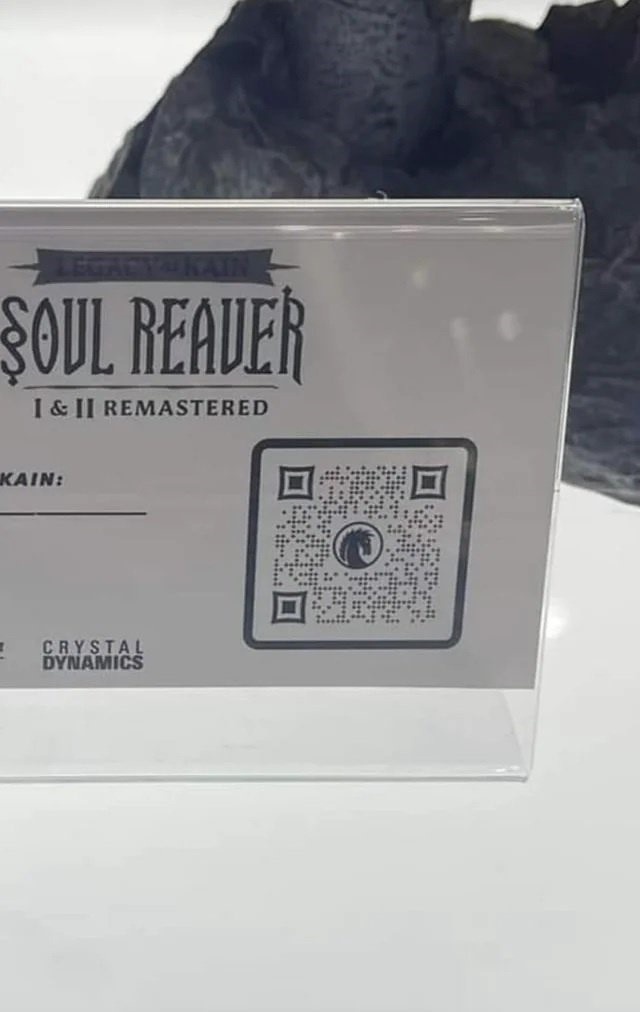 LEGACY of KAIN
SOUL REAVER
I & II REMASTERED
KAIN:
CRYSTAL
DYNAMICS